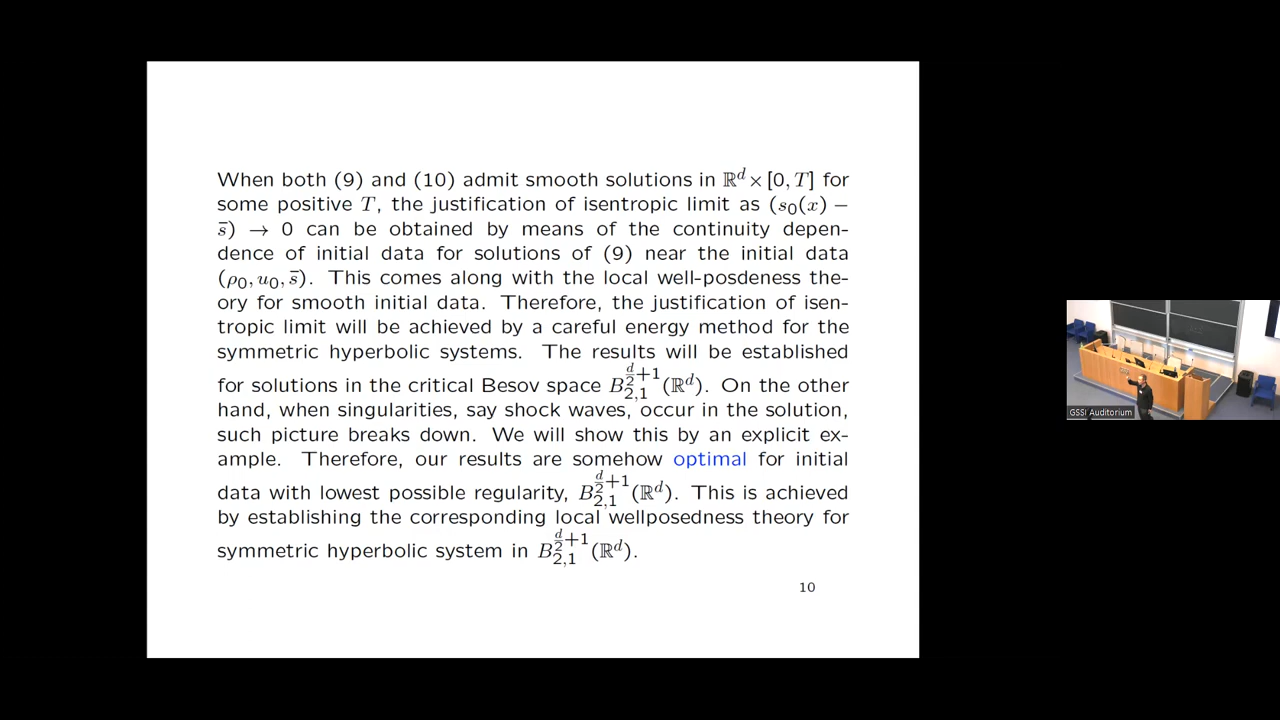 When both (9) and (10) admit smooth solutions in ℝ^d × [0, T] for
some positive T, the justification of isentropic limit as (s_0(x) −
s̄) → 0 can be obtained by means of the continuity depen-
dence of initial data for solutions of (9) near the initial data
(ρ_0, u_0, s̄). This comes along with the local well-posdeness the-
ory for smooth initial data. Therefore, the justification of isen-
tropic limit will be achieved by a careful energy method for the
symmetric hyperbolic systems. The results will be established
for solutions in the critical Besov space B_{2,1}^{d/2+1}(ℝ^d). On the other
hand, when singularities, say shock waves, occur in the solution,
such picture breaks down. We will show this by an explicit ex-
ample. Therefore, our results are somehow optimal for initial
data with lowest possible regularity, B_{2,1}^{d/2+1}(ℝ^d). This is achieved
by establishing the corresponding local wellposedness theory for
symmetric hyperbolic system in B_{2,1}^{d/2+1}(ℝ^d).
10
GSSI Auditorium